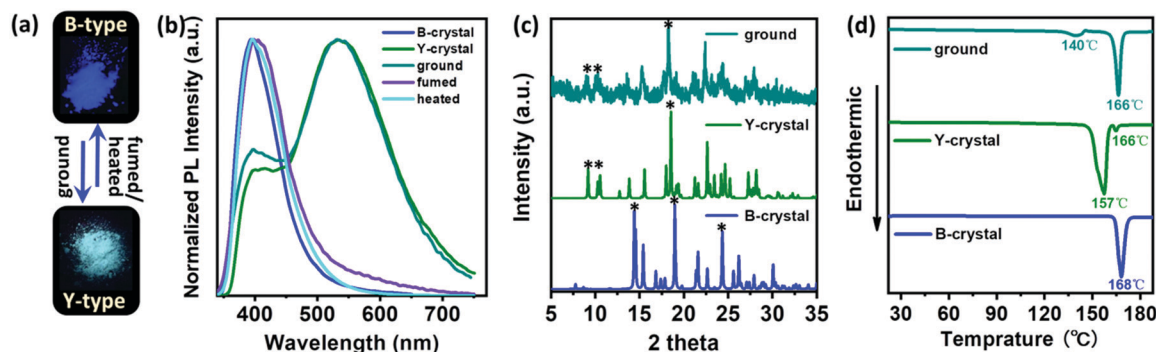 (a)
B-type
ground
fumed/
heated
Y-type
(b)
Normalized PL Intensity (a.u.)
B-crystal
Y-crystal
ground
fumed
heated
400 500 600 700
Wavelength (nm)
(c)
Intensity (a.u.)
ground
Y-crystal
B-crystal
**
*
**
*
*
*
*
5 10 15 20 25 30 35
2 theta
(d)
Endothermic
ground
140℃
166℃
Y-crystal
166℃
157℃
B-crystal
168℃
30 60 90 120 150 180
Temprature (℃)